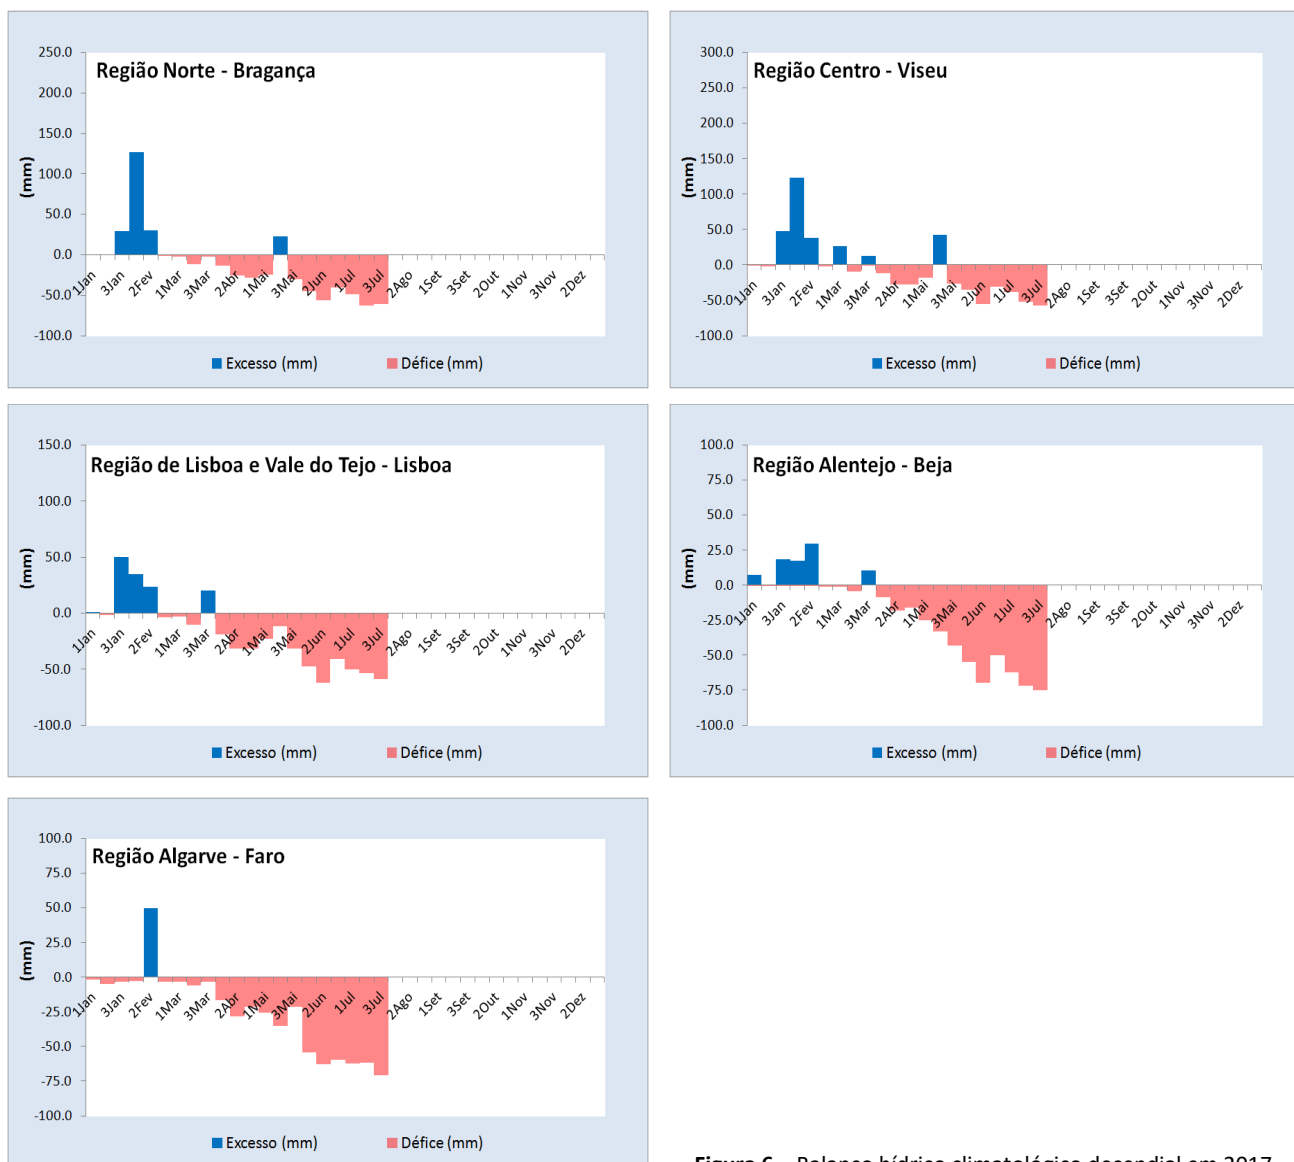 Região Norte - Bragança
250.0
200.0
150.0
100.0
50.0
0.0
-50.0
-100.0
(mm)
1Jan 3Jan 2Fev 1Mar 3Mar 2Abr 1Mai 3Mai 2Jun 1Jul 3Jul 2Ago 1Set 3Set 2Out 1Nov 3Nov 2Dez
Excesso (mm) Défice (mm)
Região Centro - Viseu
300.0
250.0
200.0
150.0
100.0
50.0
0.0
-50.0
-100.0
(mm)
1Jan 3Jan 2Fev 1Mar 3Mar 2Abr 1Mai 3Mai 2Jun 1Jul 3Jul 2Ago 1Set 3Set 2Out 1Nov 3Nov 2Dez
Excesso (mm) Défice (mm)
Região de Lisboa e Vale do Tejo - Lisboa
150.0
100.0
50.0
0.0
-50.0
-100.0
(mm)
1Jan 3Jan 2Fev 1Mar 3Mar 2Abr 1Mai 3Mai 2Jun 1Jul 3Jul 2Ago 1Set 3Set 2Out 1Nov 3Nov 2Dez
Excesso (mm) Défice (mm)
Região Alentejo - Beja
100.0
75.0
50.0
25.0
0.0
-25.0
-50.0
-75.0
-100.0
(mm)
1Jan 3Jan 2Fev 1Mar 3Mar 2Abr 1Mai 3Mai 2Jun 1Jul 3Jul 2Ago 1Set 3Set 2Out 1Nov 3Nov 2Dez
Excesso (mm) Défice (mm)
Região Algarve - Faro
100.0
75.0
50.0
25.0
0.0
-25.0
-50.0
-75.0
-100.0
(mm)
1Jan 3Jan 2Fev 1Mar 3Mar 2Abr 1Mai 3Mai 2Jun 1Jul 3Jul 2Ago 1Set 3Set 2Out 1Nov 3Nov 2Dez
Excesso (mm) Défice (mm)
Balanço hídrico climatológico decendial em 2017